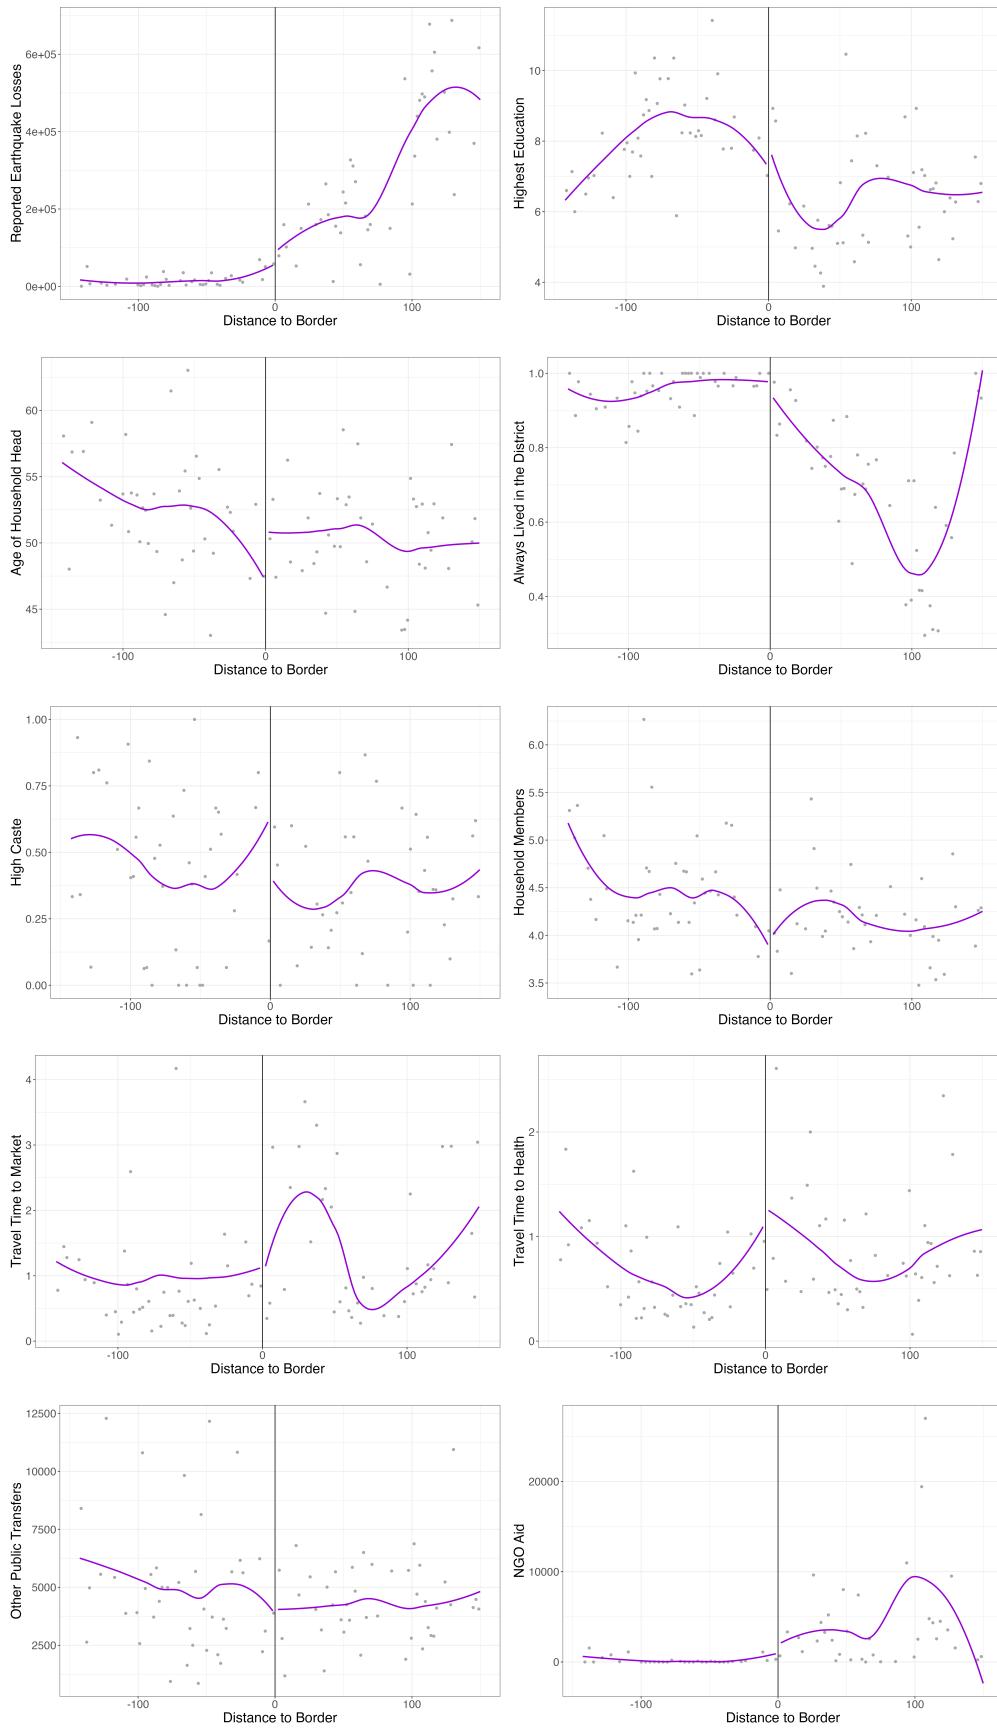 Reported Earthquake Losses
6e+05
4e+05
2e+05
0e+00
-100
0
100
Distance to Border
Highest Education
10
8
6
4
-100
0
100
Distance to Border
Age of Household Head
60
55
50
45
-100
0
100
Distance to Border
Always Lived in the District
1.0
0.8
0.6
0.4
-100
0
100
Distance to Border
High Caste
1.00
0.75
0.50
0.25
0.00
-100
0
100
Distance to Border
Household Members
6.0
5.5
5.0
4.5
4.0
3.5
-100
0
100
Distance to Border
Travel Time to Market
4
3
2
1
0
-100
0
100
Distance to Border
Travel Time to Health
2
1
0
-100
0
100
Distance to Border
Other Public Transfers
12500
10000
7500
5000
2500
-100
0
100
Distance to Border
NGO Aid
20000
10000
0
-100
0
100
Distance to Border